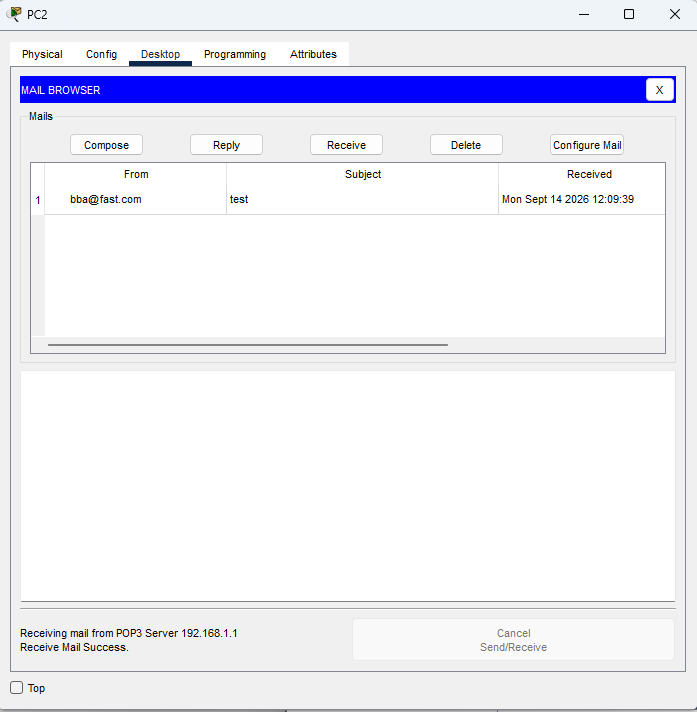 PC2
Physical Config Desktop Programming Attributes
MAIL BROWSER X
Mails
Compose Reply Receive Delete Configure Mail
From Subject Received
1 bba@fast.com test Mon Sept 14 2026 12:09:39
Receiving mail from POP3 Server 192.168.1.1
Receive Mail Success.
Cancel
Send/Receive
Top